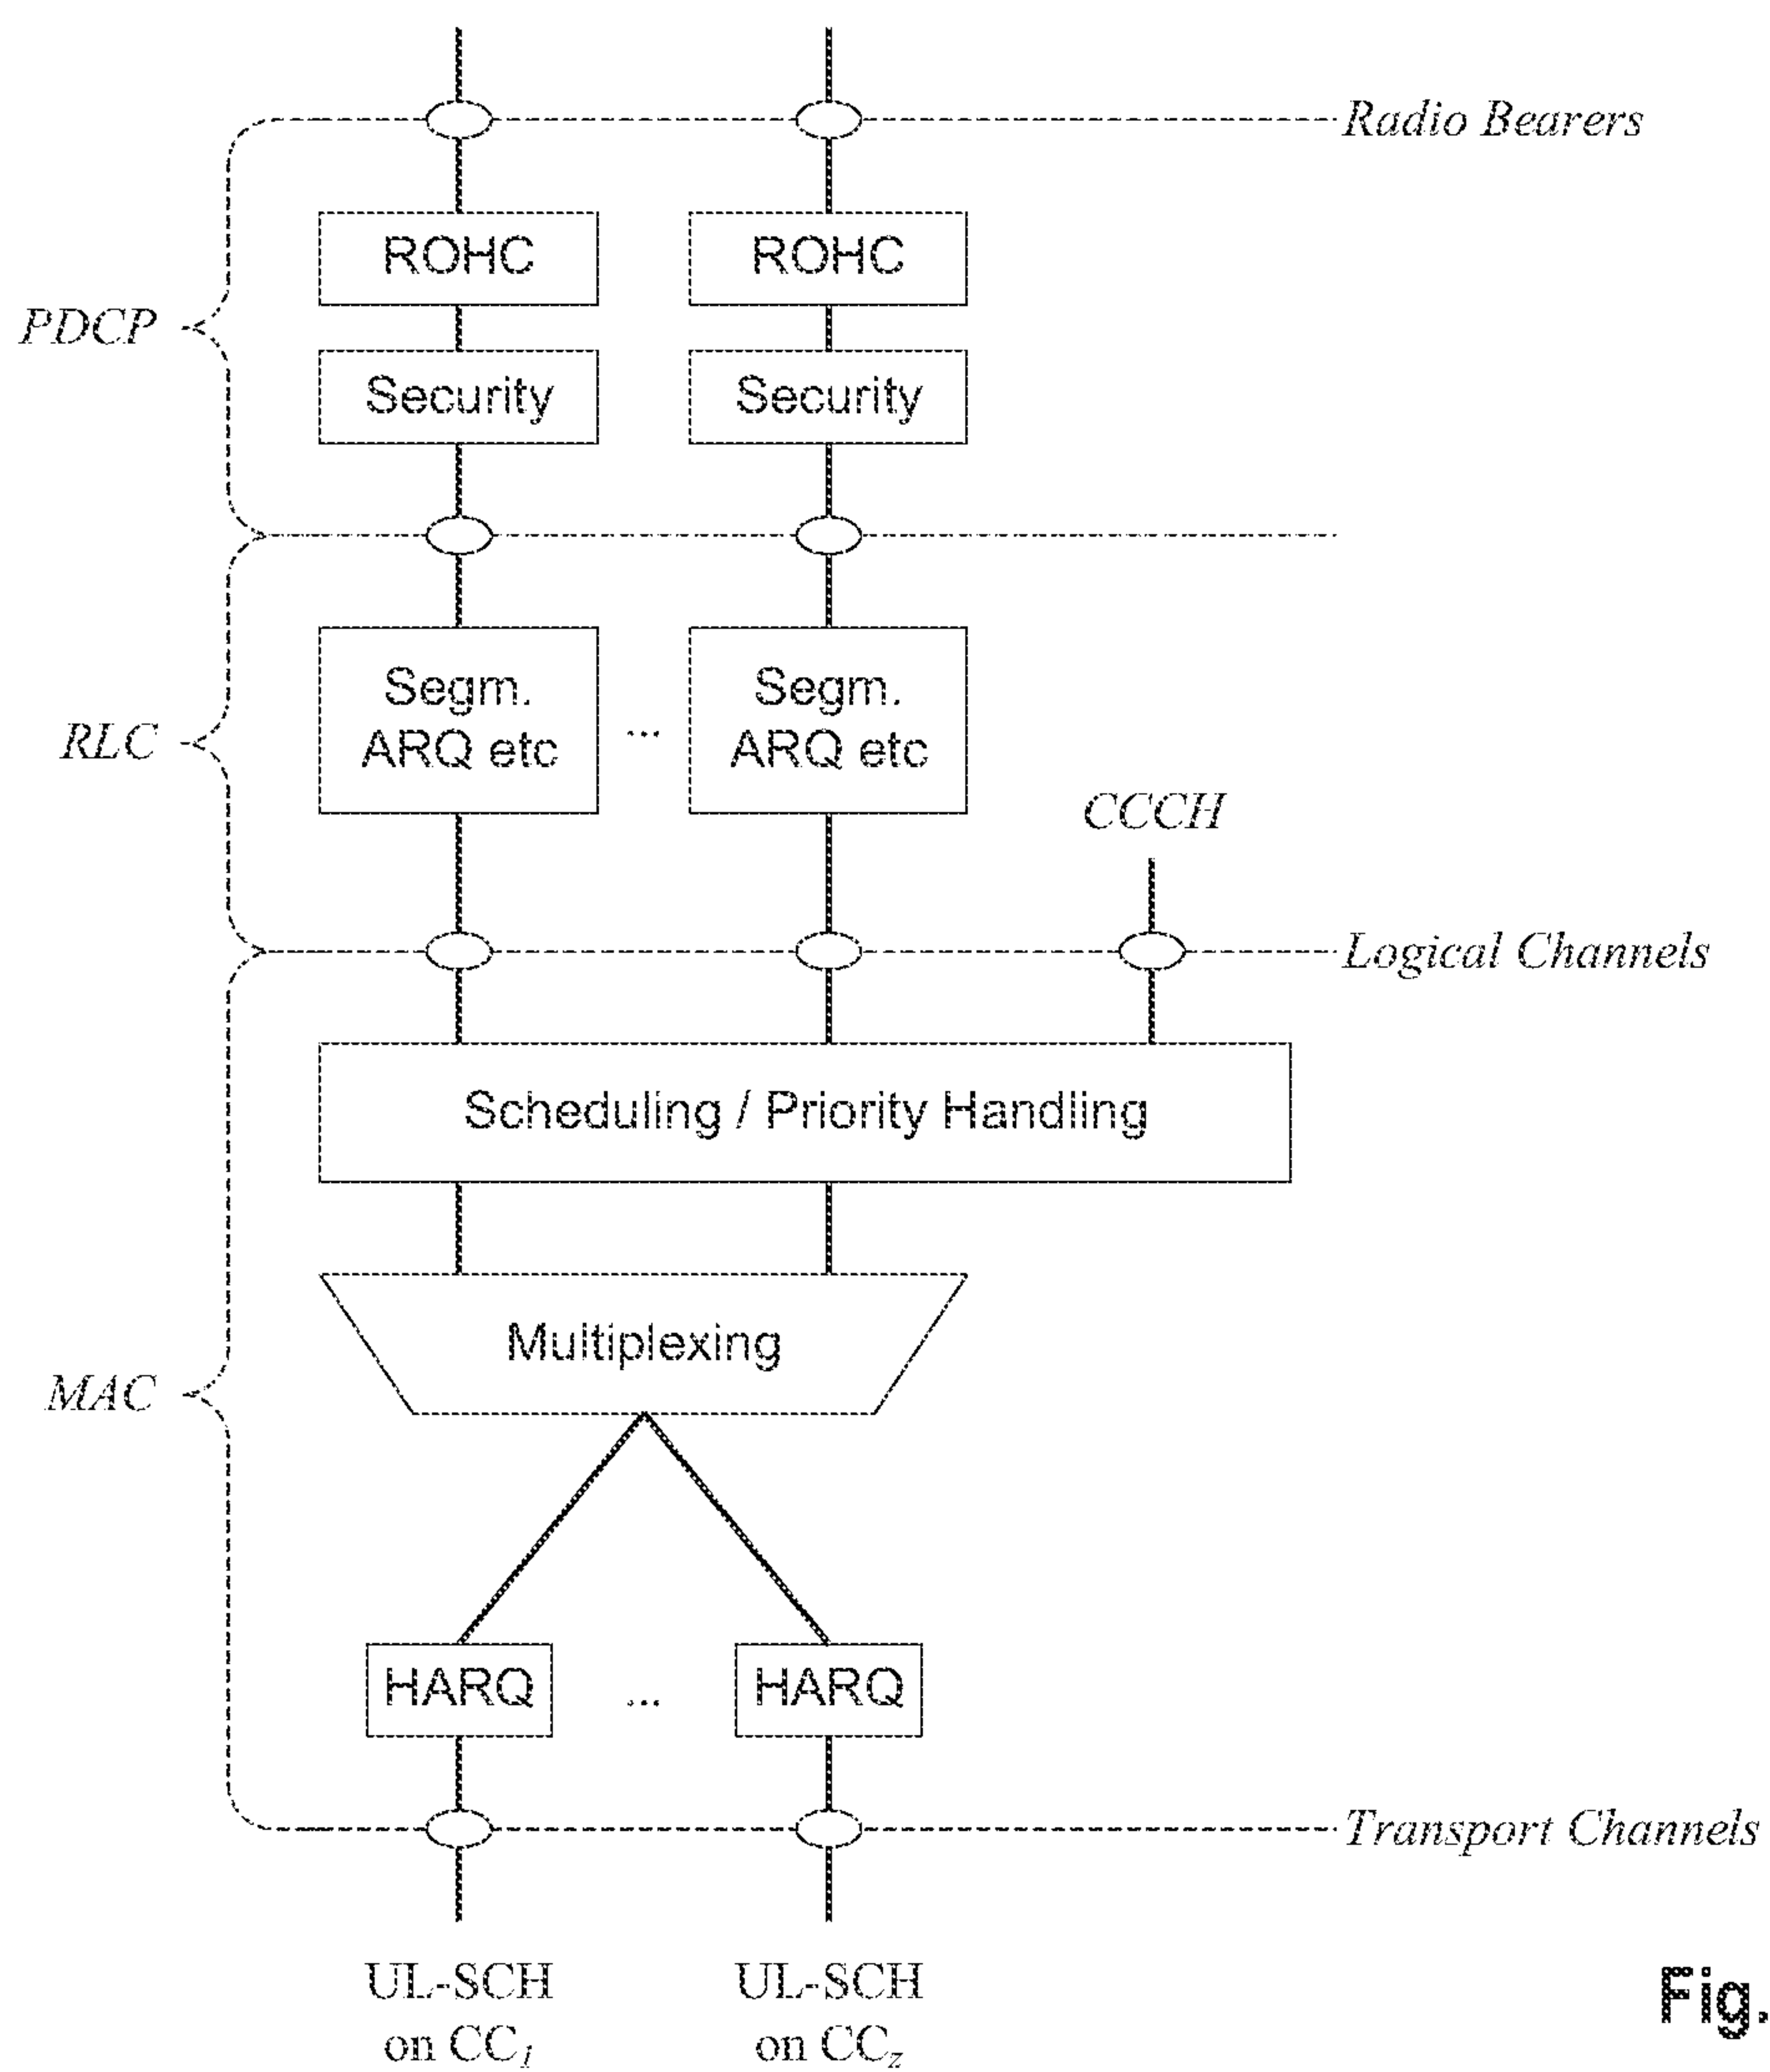 Radio Bearers
ROHC ROHC
PDCP
Security Security
Segm. Segm.
ARQ etc ... ARQ etc
RLC
CCCH
Logical Channels
Scheduling / Priority Handling
Multiplexing
MAC
HARQ ... HARQ
Transport Channels
UL-SCH UL-SCH
on CC1 on CCz
Fig.